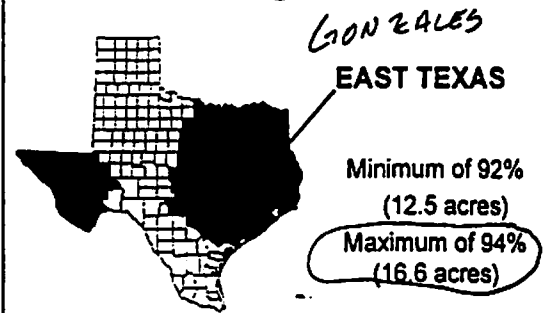 GONZALES
EAST TEXAS
Minimum of 92%
(12.5 acres)
Maximum of 94%
(16.6 acres)